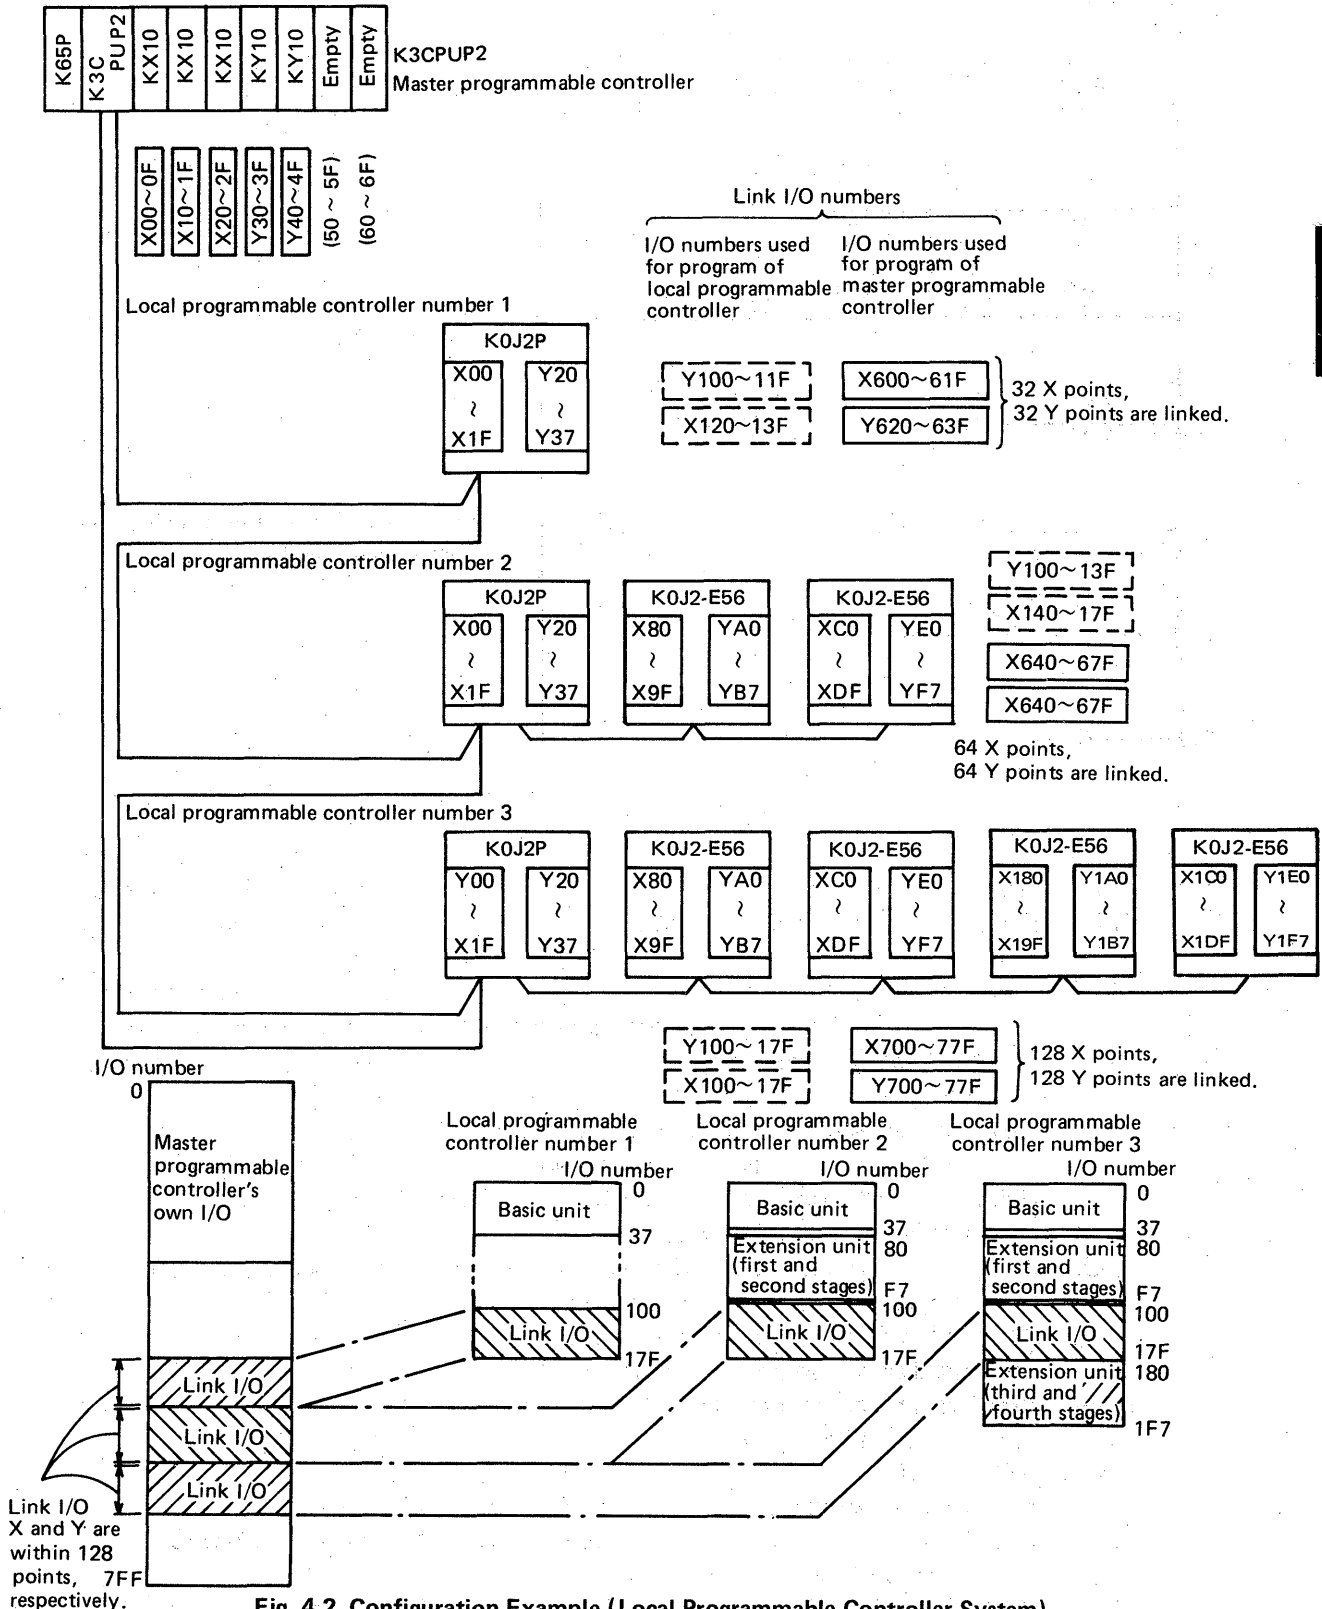 K65P
K3C
PUP2
KX10
KX10
KX10
KY10
KY10
Empty
Empty
K3CPUP2
Master programmable controller
X00~0F
X10~1F
X20~2F
Y30~3F
Y40~4F
(50 ~ 5F)
(60 ~ 6F)
Link I/O numbers
I/O numbers used
for program of
local programmable
controller
I/O numbers used
for program of
master programmable
controller
Local programmable controller number 1
K0J2P
X00
~
X1F
Y20
~
Y37
Y100~11F
X120~13F
X600~61F
Y620~63F
32 X points,
32 Y points are linked.
Local programmable controller number 2
K0J2P
X00
~
X1F
Y20
~
Y37
K0J2-E56
X80
~
X9F
YA0
~
YB7
K0J2-E56
XC0
~
XDF
YE0
~
YF7
Y100~13F
X140~17F
X640~67F
X640~67F
64 X points,
64 Y points are linked.
Local programmable controller number 3
K0J2P
Y00
~
X1F
Y20
~
Y37
K0J2-E56
X80
~
X9F
YA0
~
YB7
K0J2-E56
XC0
~
XDF
YE0
~
YF7
K0J2-E56
X180
~
X19F
Y1A0
~
Y1B7
K0J2-E56
X1C0
~
X1DF
Y1E0
~
Y1F7
Y100~17F
X100~17F
X700~77F
Y700~77F
128 X points,
128 Y points are linked.
I/O number
0
Master
programmable
controller's
own I/O
Link I/O
Link I/O
Link I/O
7FF
Link I/O
X and Y are
within 128
points,
respectively.
Local programmable
controller number 1
I/O number
0
Basic unit
37
100
Link I/O
17F
Local programmable
controller number 2
I/O number
0
Basic unit
37
80
Extension unit
(first and
second stages)
F7
100
Link I/O
17F
Local programmable
controller number 3
I/O number
0
Basic unit
37
80
Extension unit
(first and
second stages)
F7
100
Link I/O
17F
180
Extension unit
(third and
fourth stages)
1F7
Fig. 4.2 Configuration Example (Local Programmable Controller System)